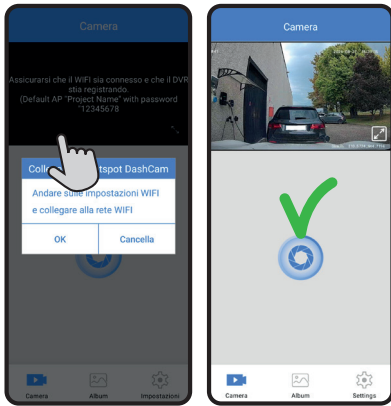 Camera
Assicurarsi che il WIFI sia connesso e che il DVR
stia registrando.
(Default AP "Project Name" with password
"12345678
Colle tspot DashCam
Andare sulle impostazioni WIFI
e collegare alla rete WIFI
OK
Cancella
Camera
Album
Impostazioni
Camera
Camera
Album
Settings